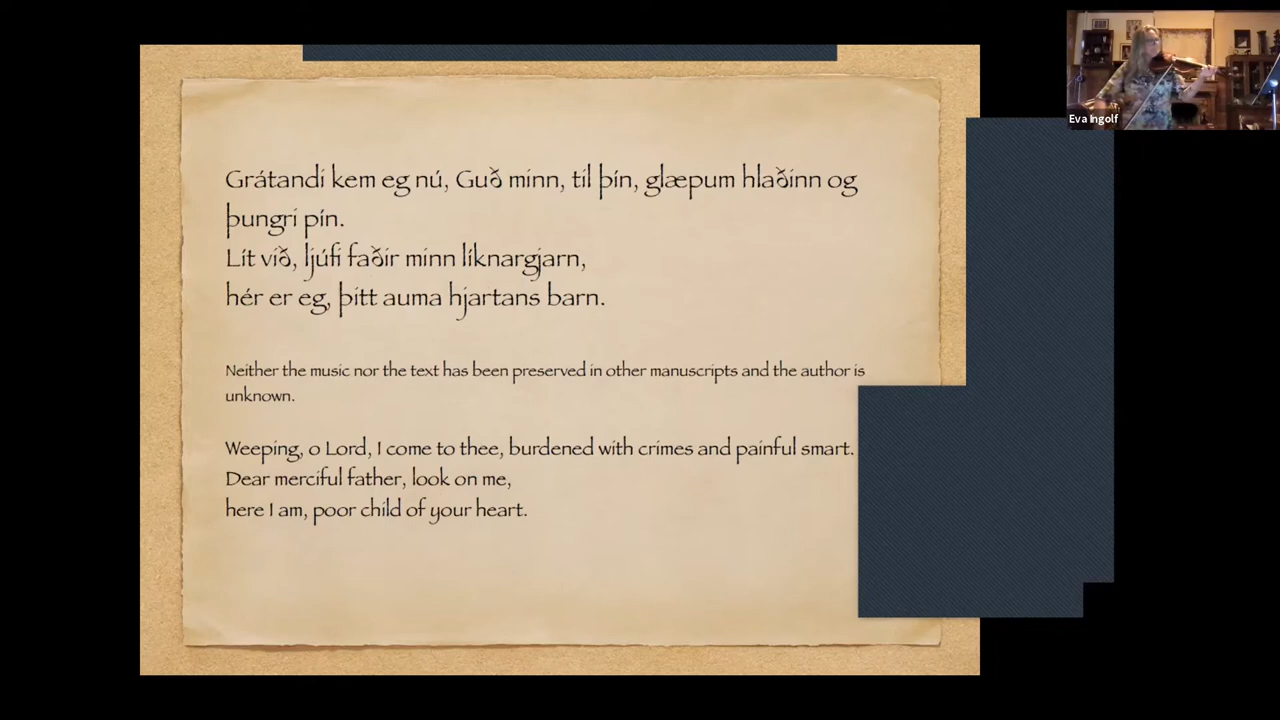 Grátandi kem eg nú, Guð minn, til þín, glæpum hlaðinn og
þungri pín.
Lít við, ljúfi faðir minn líknargjarn,
hér er eg, þitt auma hjartans barn.
Neither the music nor the text has been preserved in other manuscripts and the author is
unknown.
Weeping, o Lord, I come to thee, burdened with crimes and painful smart.
Dear merciful father, look on me,
here I am, poor child of your heart.
Eva Ingolf